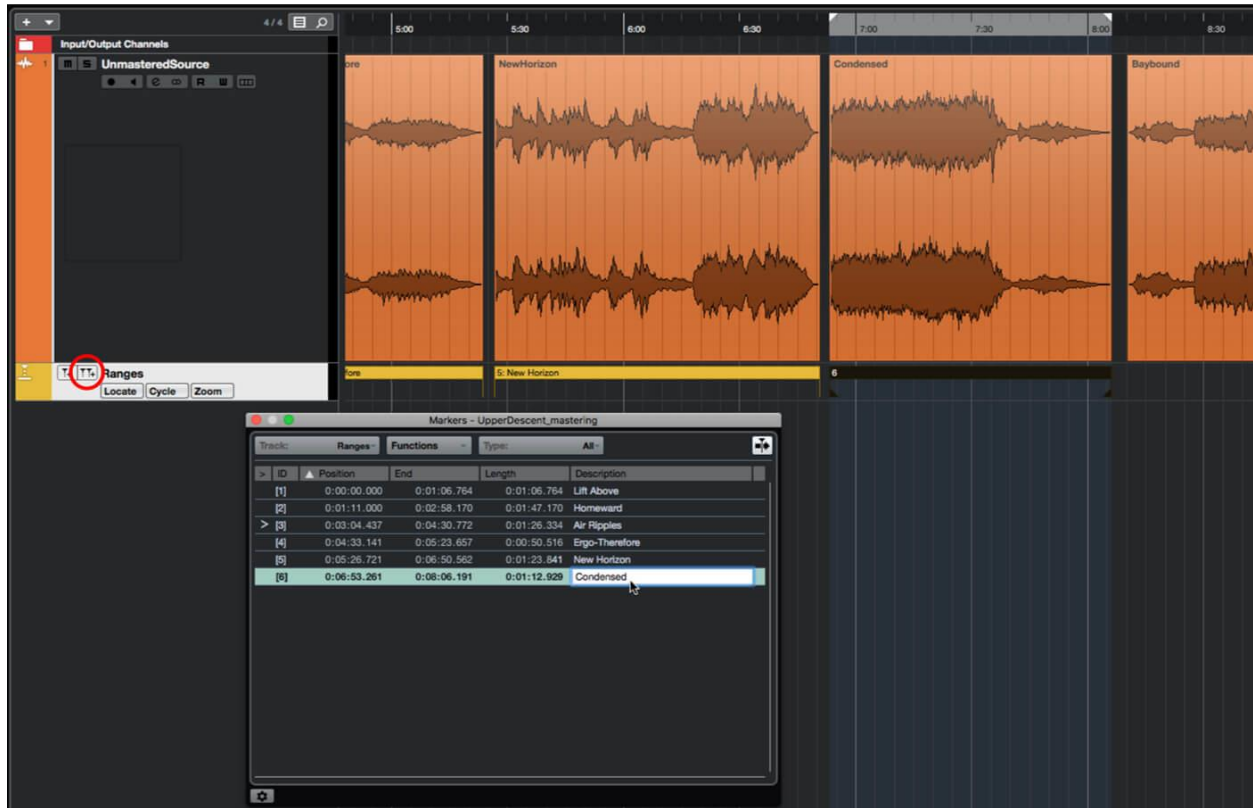 4/4
5:00 5:30 6:00 6:30 7:00 7:30 8:00 8:30
Input/Output Channels
1 m S UnmasteredSource
e R W
ore NewHorizon Condensed Baybound
Ranges
Locate Cycle Zoom
fore 5: New Horizon 6
Markers - UpperDescent_mastering
Track: Ranges Functions Type: All
> ID Position End Length Description
[1] 0:00:00.000 0:01:06.764 0:01:06.764 Lift Above
[2] 0:01:11.000 0:02:58.170 0:01:47.170 Homeward
> [3] 0:03:04.437 0:04:30.772 0:01:26.334 Air Ripples
[4] 0:04:33.141 0:05:23.657 0:00:50.516 Ergo-Therefore
[5] 0:05:26.721 0:06:50.562 0:01:23.841 New Horizon
[6] 0:06:53.261 0:08:06.191 0:01:12.929 Condensed